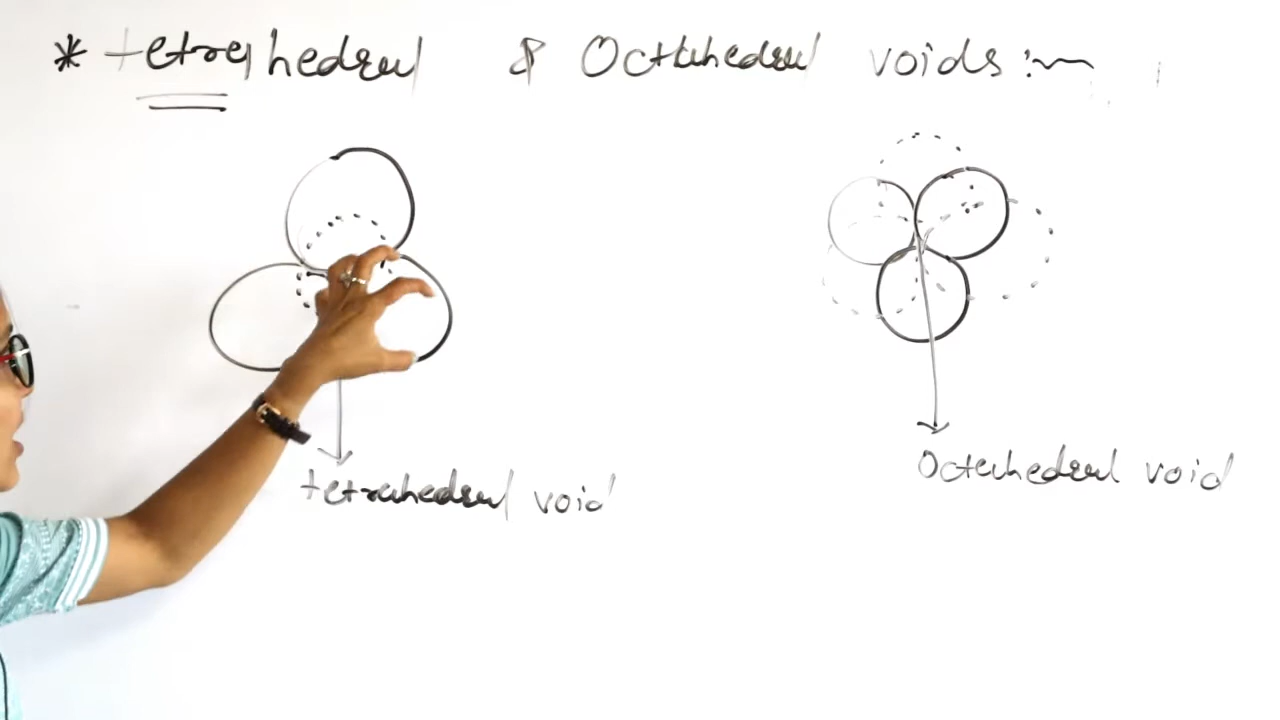 * tetrahedral & Octahedral voids :~
tetrahedral void
Octahedral void